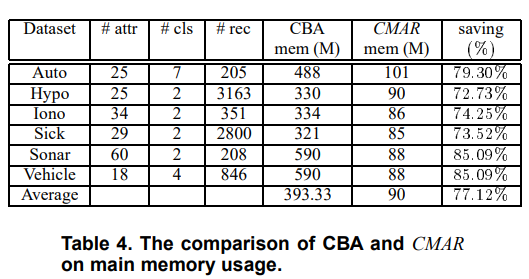 Dataset # attr # cls # rec CBA mem (M) CMAR mem (M) saving (%)
Auto 25 7 205 488 101 79.30%
Hypo 25 2 3163 330 90 72.73%
Iono 34 2 351 334 86 74.25%
Sick 29 2 2800 321 85 73.52%
Sonar 60 2 208 590 88 85.09%
Vehicle 18 4 846 590 88 85.09%
Average 393.33 90 77.12%
Table 4. The comparison of CBA and CMAR
on main memory usage.